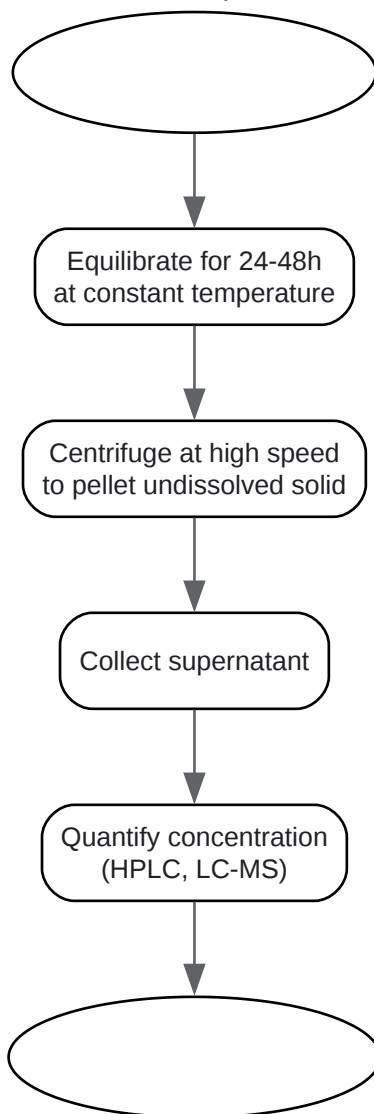 Equilibrate for 24-48h
at constant temperature
Centrifuge at high speed
to pellet undissolved solid
Collect supernatant
Quantify concentration
(HPLC, LC-MS)